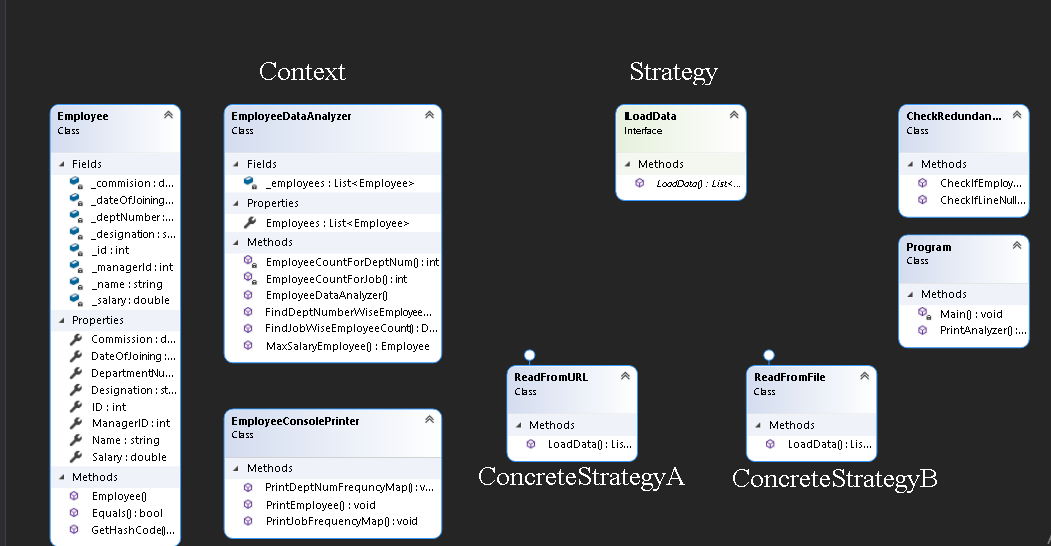 Context
Strategy
Employee
Class
Fields
_commision : d...
_dateOfJoining...
_deptNumber :...
_designation : s...
_id : int
_managerId : int
_name : string
_salary : double
Properties
Commission : d...
DateOfJoining :...
DepartmentNu...
Designation : st...
ID : int
ManagerID : int
Name : string
Salary : double
Methods
Employee()
Equals() : bool
GetHashCode()...
EmployeeDataAnalyzer
Class
Fields
_employees : List<Employee>
Properties
Employees : List<Employee>
Methods
EmployeeCountForDeptNum() : int
EmployeeCountForJob() : int
EmployeeDataAnalyzer()
FindDeptNumberWiseEmployee...
FindJobWiseEmployeeCount() : D...
MaxSalaryEmployee() : Employee
EmployeeConsolePrinter
Class
Methods
PrintDeptNumFrequncyMap() : v...
PrintEmployee() : void
PrintJobFrequencyMap() : void
ILoadData
Interface
Methods
LoadData() : List<...
ReadFromURL
Class
Methods
LoadData() : Lis...
ConcreteStrategyA
ReadFromFile
Class
Methods
LoadData() : Lis...
ConcreteStrategyB
CheckRedundan...
Class
Methods
CheckIfEmploy...
CheckIfLineNull...
Program
Class
Methods
Main() : void
PrintAnalyzer() :...